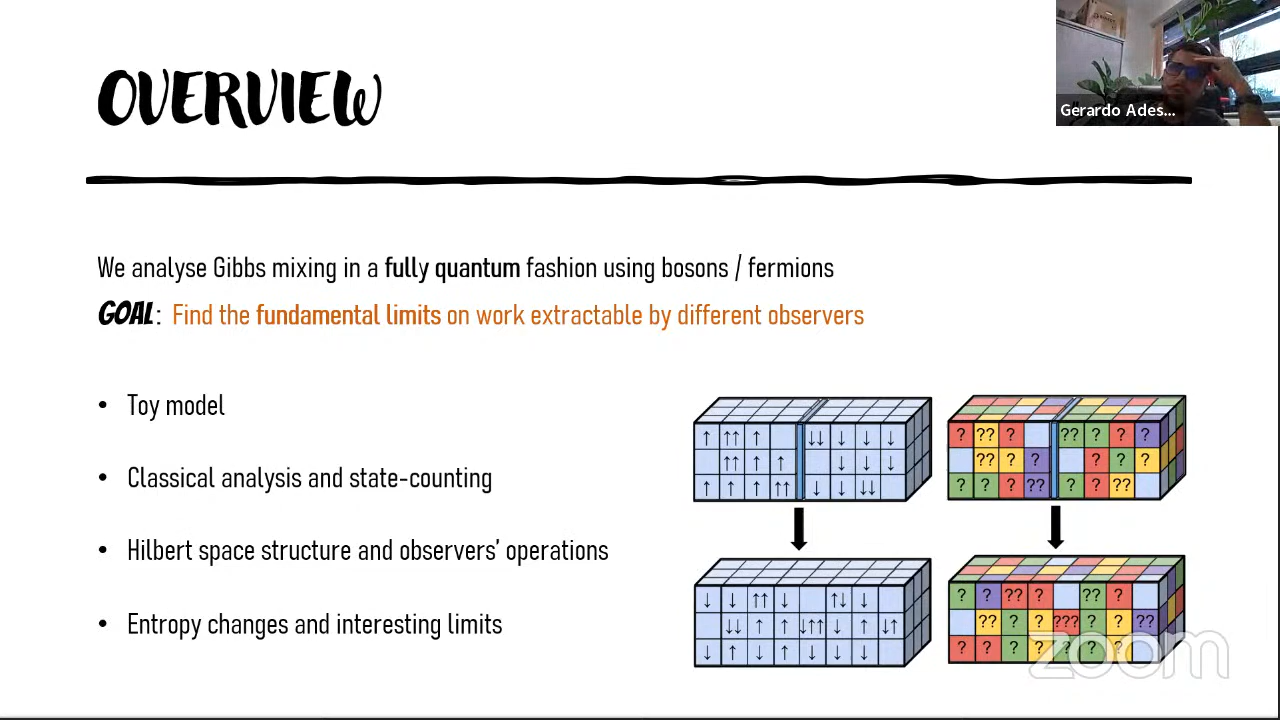 OVERVIEW
Gerardo Ades...
We analyse Gibbs mixing in a fully quantum fashion using bosons / fermions
GOAL: Find the fundamental limits on work extractable by different observers
• Toy model
• Classical analysis and state-counting
• Hilbert space structure and observers' operations
• Entropy changes and interesting limits
↑ ↑↑ ↑ ↓↓ ↓ ↓ ↓
↑↑ ↑ ↑ ↓ ↓ ↓
↑ ↑ ↑ ↑↑ ↓ ↓ ↓↓
? ?? ? ?? ? ? ?
?? ? ? ? ? ?
? ? ? ?? ? ? ??
↓ ↓ ↑↑ ↓ ↑↓ ↓
↓↓ ↑ ↑ ↓↑↑ ↓ ↑ ↓↑
↓ ↑ ↓ ↑ ↓ ↓ ↓
? ? ?? ? ?? ?
?? ? ? ??? ? ? ??
? ? ? ? ? ? ?
zoom